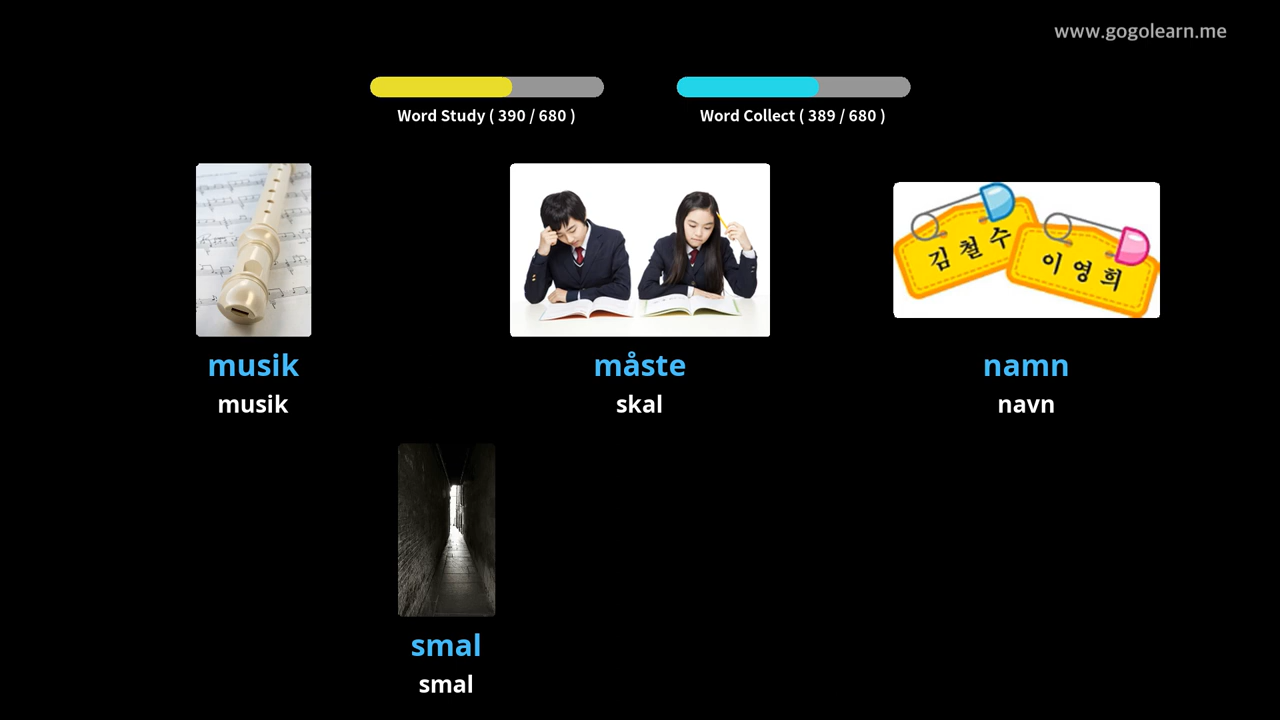 www.gogolearn.me
Word Study ( 390 / 680 )
Word Collect ( 389 / 680 )
김철수
이영희
musik
musik
måste
skal
namn
navn
smal
smal